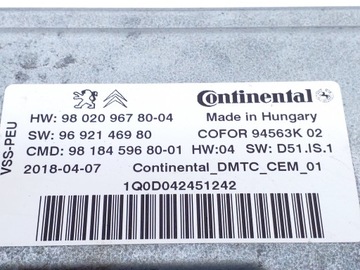 Continental
HW: 98 020 967 80-04 Made in Hungary
SW: 96 921 469 80 COFOR 94563K 02
CMD: 98 184 596 80-01 HW:04 SW: D51.IS.1
2018-04-07 Continental_DMTC_CEM_01
1Q0D042451242
VSS-PEU